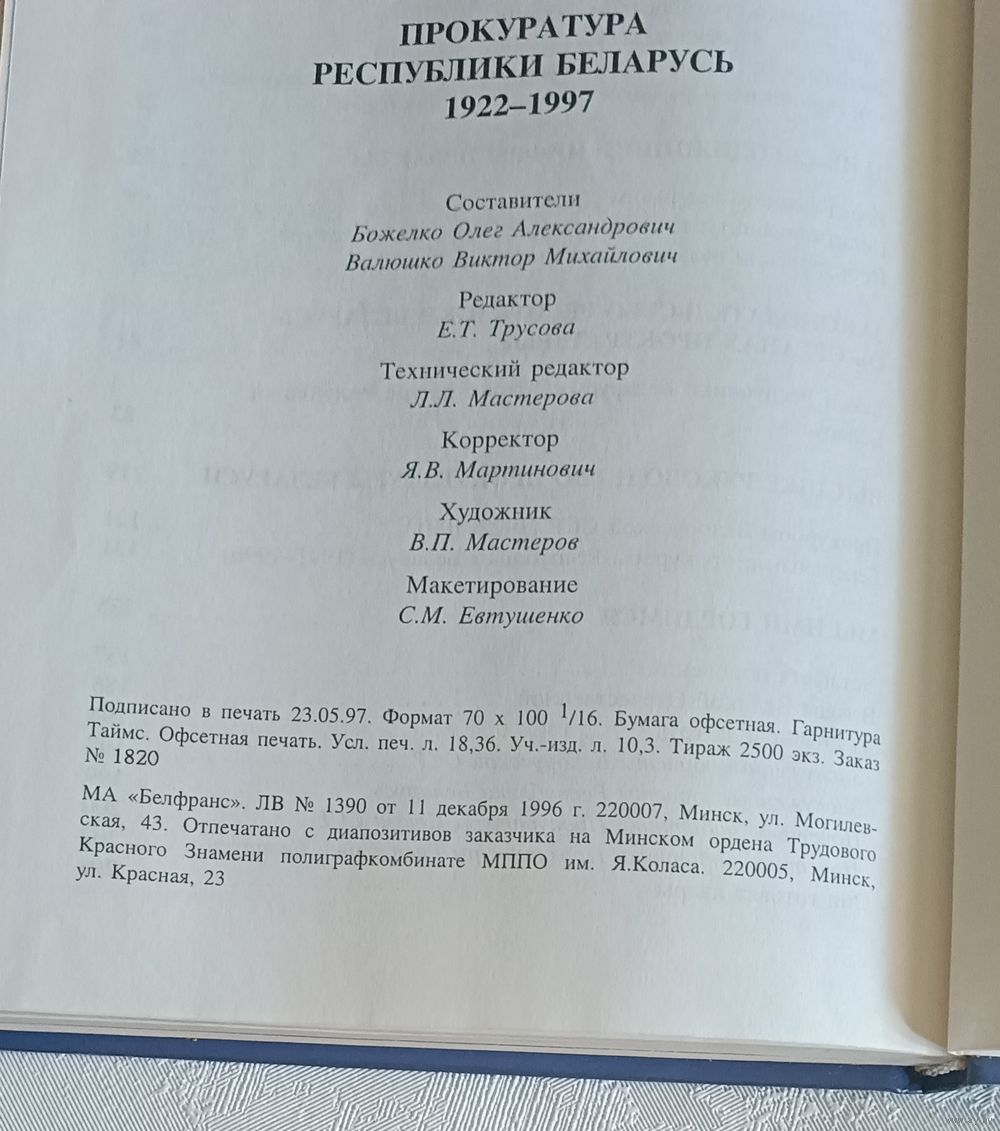 ПРОКУРАТУРА
РЕСПУБЛИКИ БЕЛАРУСЬ
1922–1997
Составители
Божелко Олег Александрович
Валюшко Виктор Михайлович
Редактор
Е.Т. Трусова
Технический редактор
Л.Л. Мастерова
Корректор
Я.В. Мартинович
Художник
В.П. Мастеров
Макетирование
С.М. Евтушенко
Подписано в печать 23.05.97. Формат 70 х 100 1/16. Бумага офсетная. Гарнитура
Таймс. Офсетная печать. Усл. печ. л. 18,36. Уч.-изд. л. 10,3. Тираж 2500 экз. Заказ
№ 1820
МА «Белфранс». ЛВ № 1390 от 11 декабря 1996 г. 220007, Минск, ул. Могилев-
ская, 43. Отпечатано с диапозитивов заказчика на Минском ордена Трудового
Красного Знамени полиграфкомбинате МППО им. Я.Коласа. 220005, Минск,
ул. Красная, 23